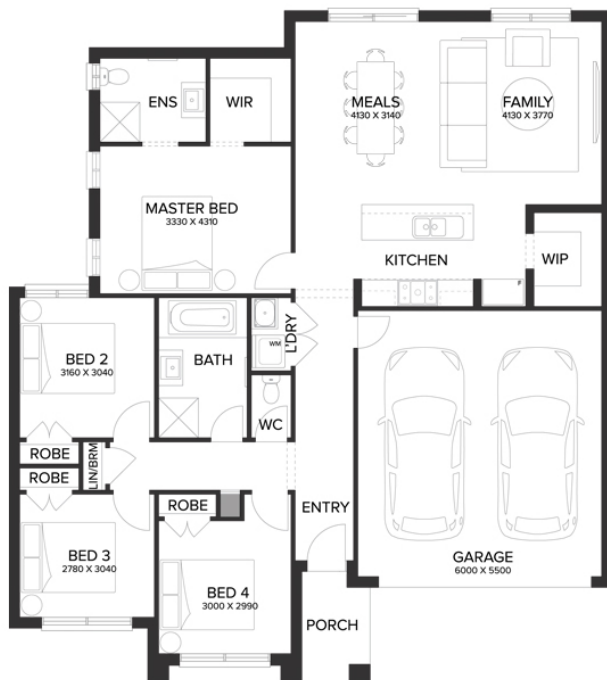 ENS
WIR
MEALS
4130 X 3140
FAMILY
4130 X 3770
MASTER BED
3330 X 4310
KITCHEN
WIP
BED 2
3160 X 3040
BATH
L'DRY
WM
WC
ROBE
ROBE
LIN/BRM
ROBE
ENTRY
BED 3
2780 X 3040
BED 4
3000 X 2990
GARAGE
6000 X 5500
PORCH